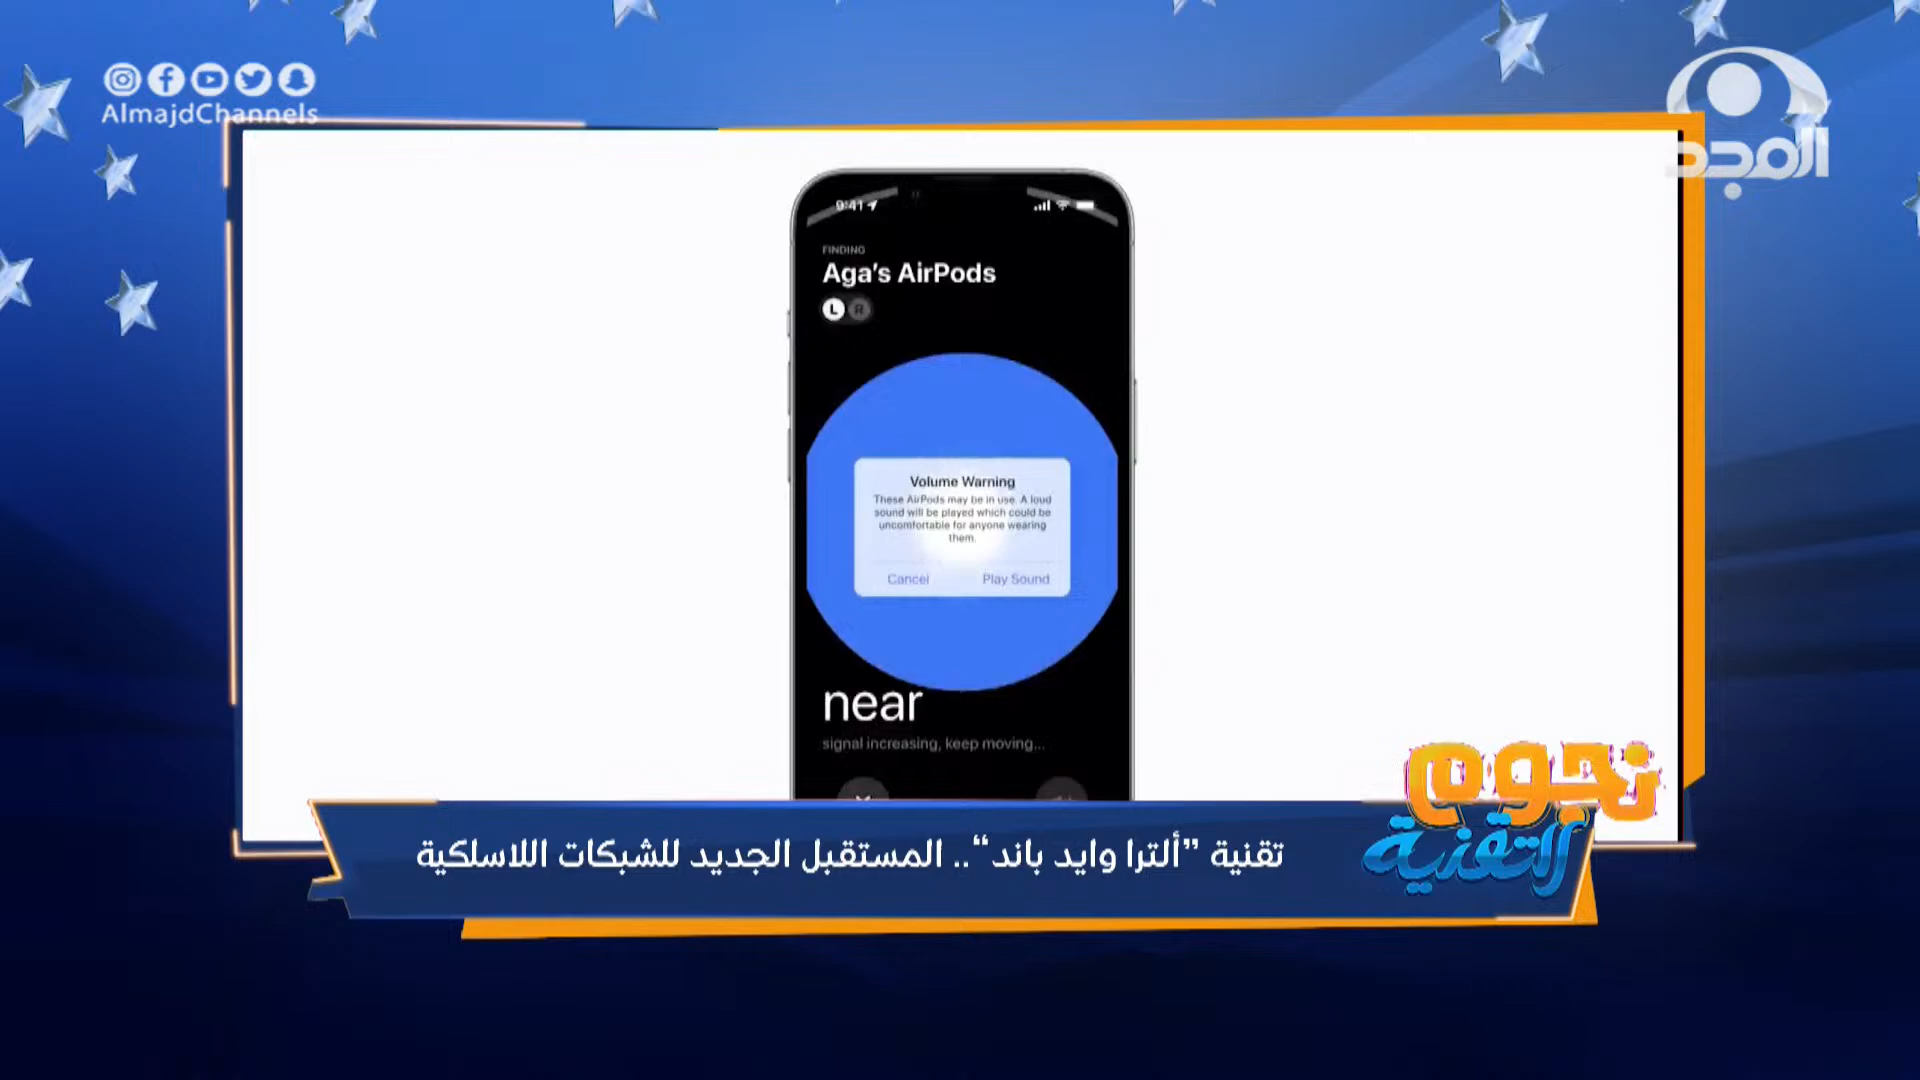 AlmajdChannels
المجد
9:41
FINDING
Aga's AirPods
L R
Volume Warning
These AirPods may be in use. A loud
sound will be played which could be
uncomfortable for anyone wearing
them.
Cancel Play Sound
near
signal increasing, keep moving...
نجوم
التقنية
تقنية ”ألترا وايد باند“.. المستقبل الجديد للشبكات اللاسلكية